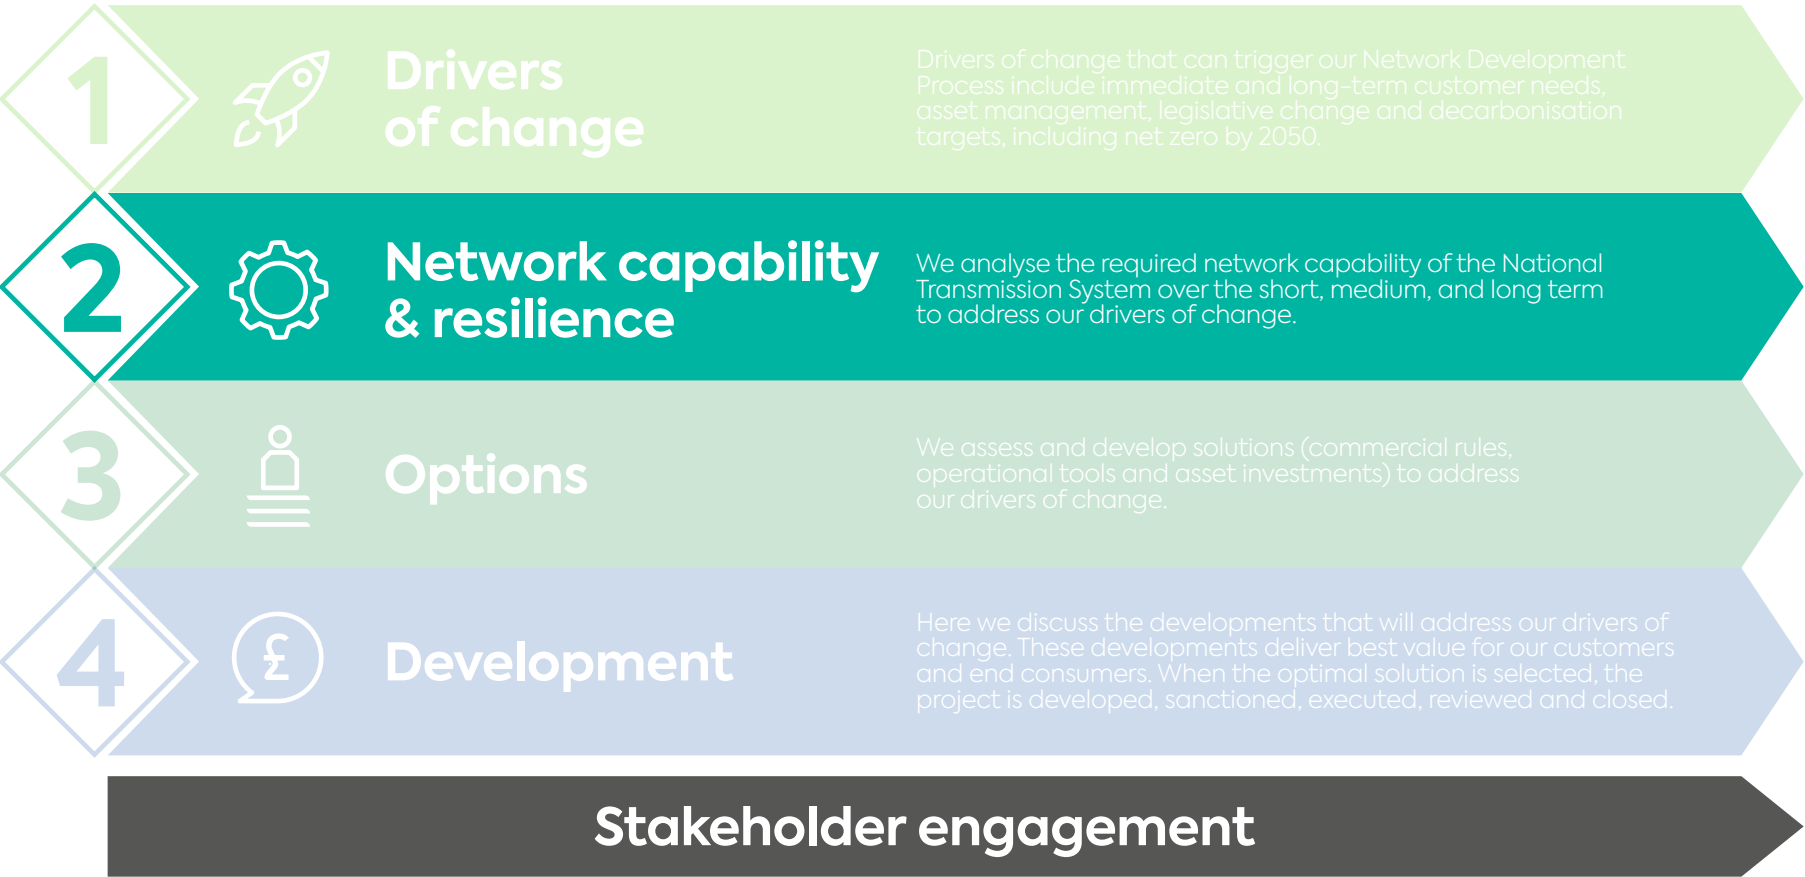 1
Drivers
of change
Drivers of change that can trigger our Network Development
Process include immediate and long-term customer needs,
asset management, legislative change and decarbonisation
targets, including net zero by 2050.
2
Network capability
& resilience
We analyse the required network capability of the National
Transmission System over the short, medium, and long term
to address our drivers of change.
3
Options
We assess and develop solutions (commercial rules,
operational tools and asset investments) to address
our drivers of change.
4
£
Development
Here we discuss the developments that will address our drivers of
change. These developments deliver best value for our customers
and end consumers. When the optimal solution is selected, the
project is developed, sanctioned, executed, reviewed and closed.
Stakeholder engagement